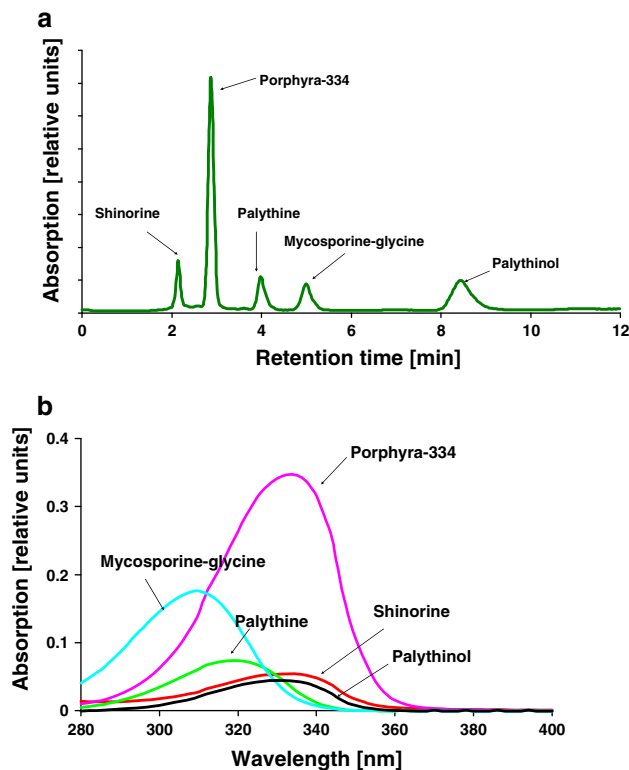 a
Absorption [relative units]
Porphyra-334
Shinorine
Palythine
Mycosporine-glycine
Palythinol
0 2 4 6 8 10 12
Retention time [min]
b
Absorption [relative units]
0.4
0.3
0.2
0.1
0
Porphyra-334
Mycosporine-glycine
Palythine
Shinorine
Palythinol
280 300 320 340 360 380 400
Wavelength [nm]